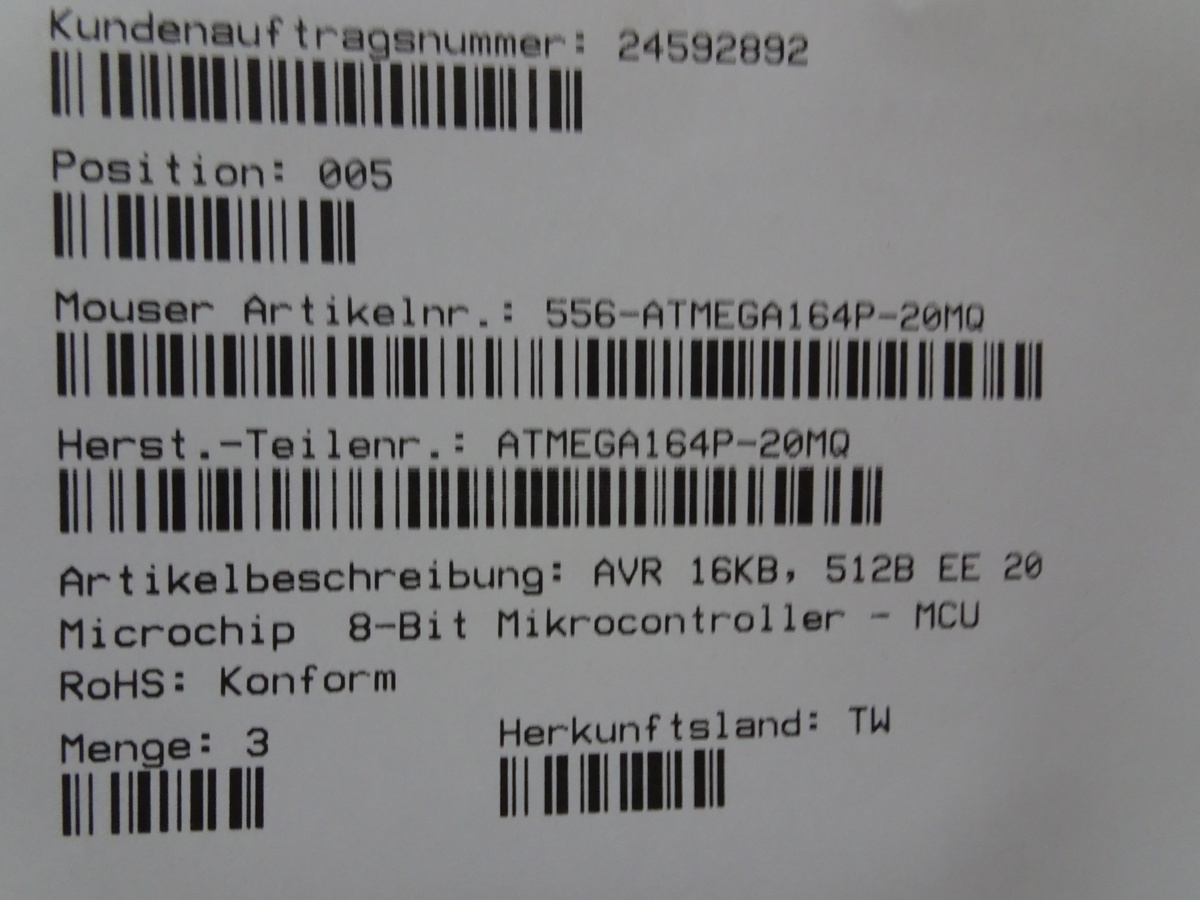 Kundenauftragsnummer: 24592892
Position: 005
Mouser Artikelnr.: 556-ATMEGA164P-20MQ
Herst.-Teilenr.: ATMEGA164P-20MQ
Artikelbeschreibung: AVR 16KB, 512B EE 20
Microchip 8-Bit Mikrocontroller - MCU
RoHS: Konform
Menge: 3 Herkunftsland: TW